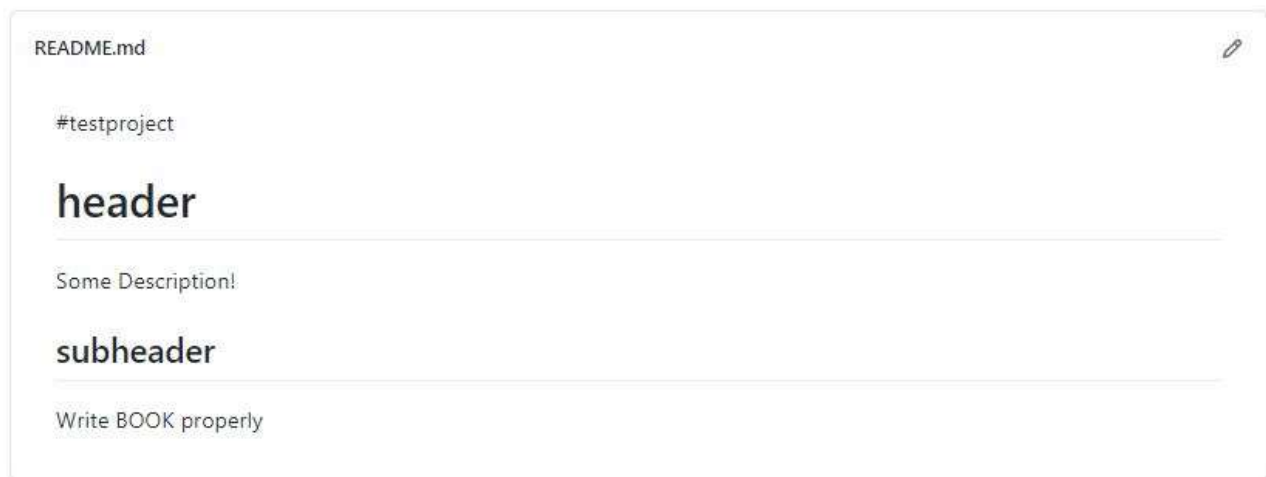 README.md
#testproject
header
Some Description!
subheader
Write BOOK properly